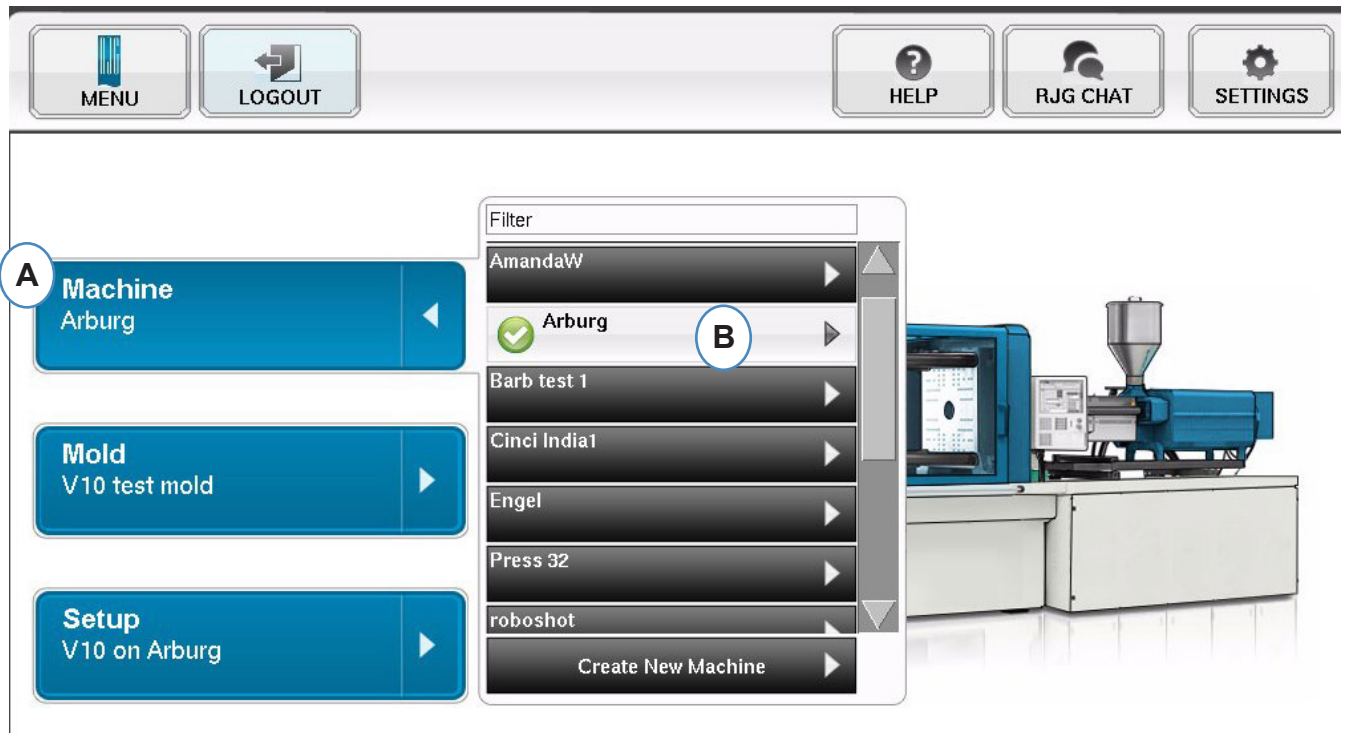 MENU
LOGOUT
HELP
RJG CHAT
SETTINGS
A
Machine
Arburg
Mold
V10 test mold
Setup
V10 on Arburg
Filter
AmandaW
Arburg
B
Barb test 1
Cinci India1
Engel
Press 32
roboshot
Create New Machine